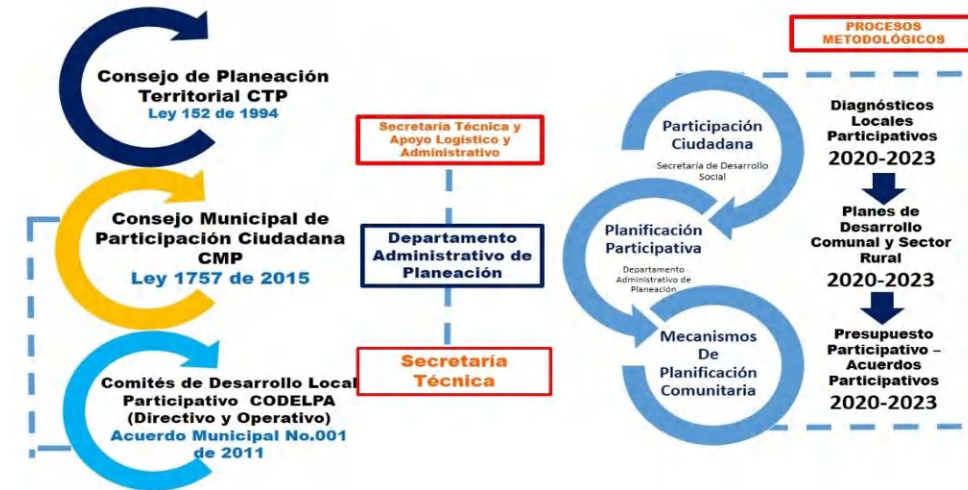 Consejo de Planeación
Territorial CTP
Ley 152 de 1994
Consejo Municipal de
Participación Ciudadana
CMP
Ley 1757 de 2015
Comités de Desarrollo Local
Participativo CODELPA
(Directivo y Operativo)
Acuerdo Municipal No.001
de 2011
Secretaría Técnica y
Apoyo Logístico y
Administrativo
Departamento
Administrativo de
Planeación
Secretaría
Técnica
Participación
Ciudadana
Secretaría de Desarrollo
Social
Planificación
Participativa
Departamento
Administrativo de
Planeación
Mecanismos
De
Planificación
Comunitaria
PROCESOS
METODOLÓGICOS
Diagnósticos
Locales
Participativos
2020-2023
Planes de
Desarrollo
Comunal y Sector
Rural
2020-2023
Presupuesto
Participativo –
Acuerdos
Participativos
2020-2023